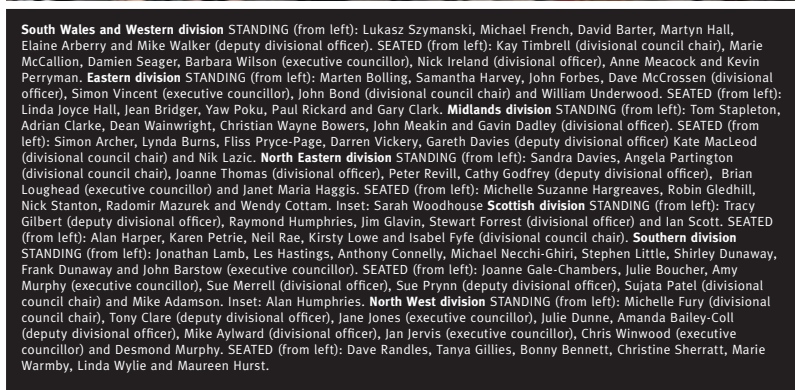 South Wales and Western division STANDING (from left): Lukasz Szymanski, Michael French, David Barter, Martyn Hall,
Elaine Arberry and Mike Walker (deputy divisional officer). SEATED (from left): Kay Timbrell (divisional council chair), Marie
McCallion, Damien Seager, Barbara Wilson (executive councillor), Nick Ireland (divisional officer), Anne Meacock and Kevin
Perryman. Eastern division STANDING (from left): Marten Bolling, Samantha Harvey, John Forbes, Dave McCrossen (divisional
officer), Simon Vincent (executive councillor), John Bond (divisional council chair) and William Underwood. SEATED (from left):
Linda Joyce Hall, Jean Bridger, Yaw Poku, Paul Rickard and Gary Clark. Midlands division STANDING (from left): Tom Stapleton,
Adrian Clarke, Dean Wainwright, Christian Wayne Bowers, John Meakin and Gavin Dadley (divisional officer). SEATED (from
left): Simon Archer, Lynda Burns, Fliss Pryce-Page, Darren Vickery, Gareth Davies (deputy divisional officer) Kate MacLeod
(divisional council chair) and Nik Lazic. North Eastern division STANDING (from left): Sandra Davies, Angela Partington
(divisional council chair), Joanne Thomas (divisional officer), Peter Revill, Cathy Godfrey (deputy divisional officer), Brian
Loughead (executive councillor) and Janet Maria Haggis. SEATED (from left): Michelle Suzanne Hargreaves, Robin Gledhill,
Nick Stanton, Radomir Mazurek and Wendy Cottam. Inset: Sarah Woodhouse Scottish division STANDING (from left): Tracy
Gilbert (deputy divisional officer), Raymond Humphries, Jim Glavin, Stewart Forrest (divisional officer) and Ian Scott. SEATED
(from left): Alan Harper, Karen Petrie, Neil Rae, Kirsty Lowe and Isabel Fyfe (divisional council chair). Southern division
STANDING (from left): Jonathan Lamb, Les Hastings, Anthony Connelly, Michael Necchi-Ghiri, Stephen Little, Shirley Dunaway,
Frank Dunaway and John Barstow (executive councillor). SEATED (from left): Joanne Gale-Chambers, Julie Boucher, Amy
Murphy (executive councillor), Sue Merrell (divisional officer), Sue Prynn (deputy divisional officer), Sujata Patel (divisional
council chair) and Mike Adamson. Inset: Alan Humphries. North West division STANDING (from left): Michelle Fury (divisional
council chair), Tony Clare (deputy divisional officer), Jane Jones (executive councillor), Julie Dunne, Amanda Bailey-Coll
(deputy divisional officer), Mike Aylward (divisional officer), Jan Jervis (executive councillor), Chris Winwood (executive
councillor) and Desmond Murphy. SEATED (from left): Dave Randles, Tanya Gillies, Bonny Bennett, Christine Sherratt, Marie
Warmby, Linda Wylie and Maureen Hurst.